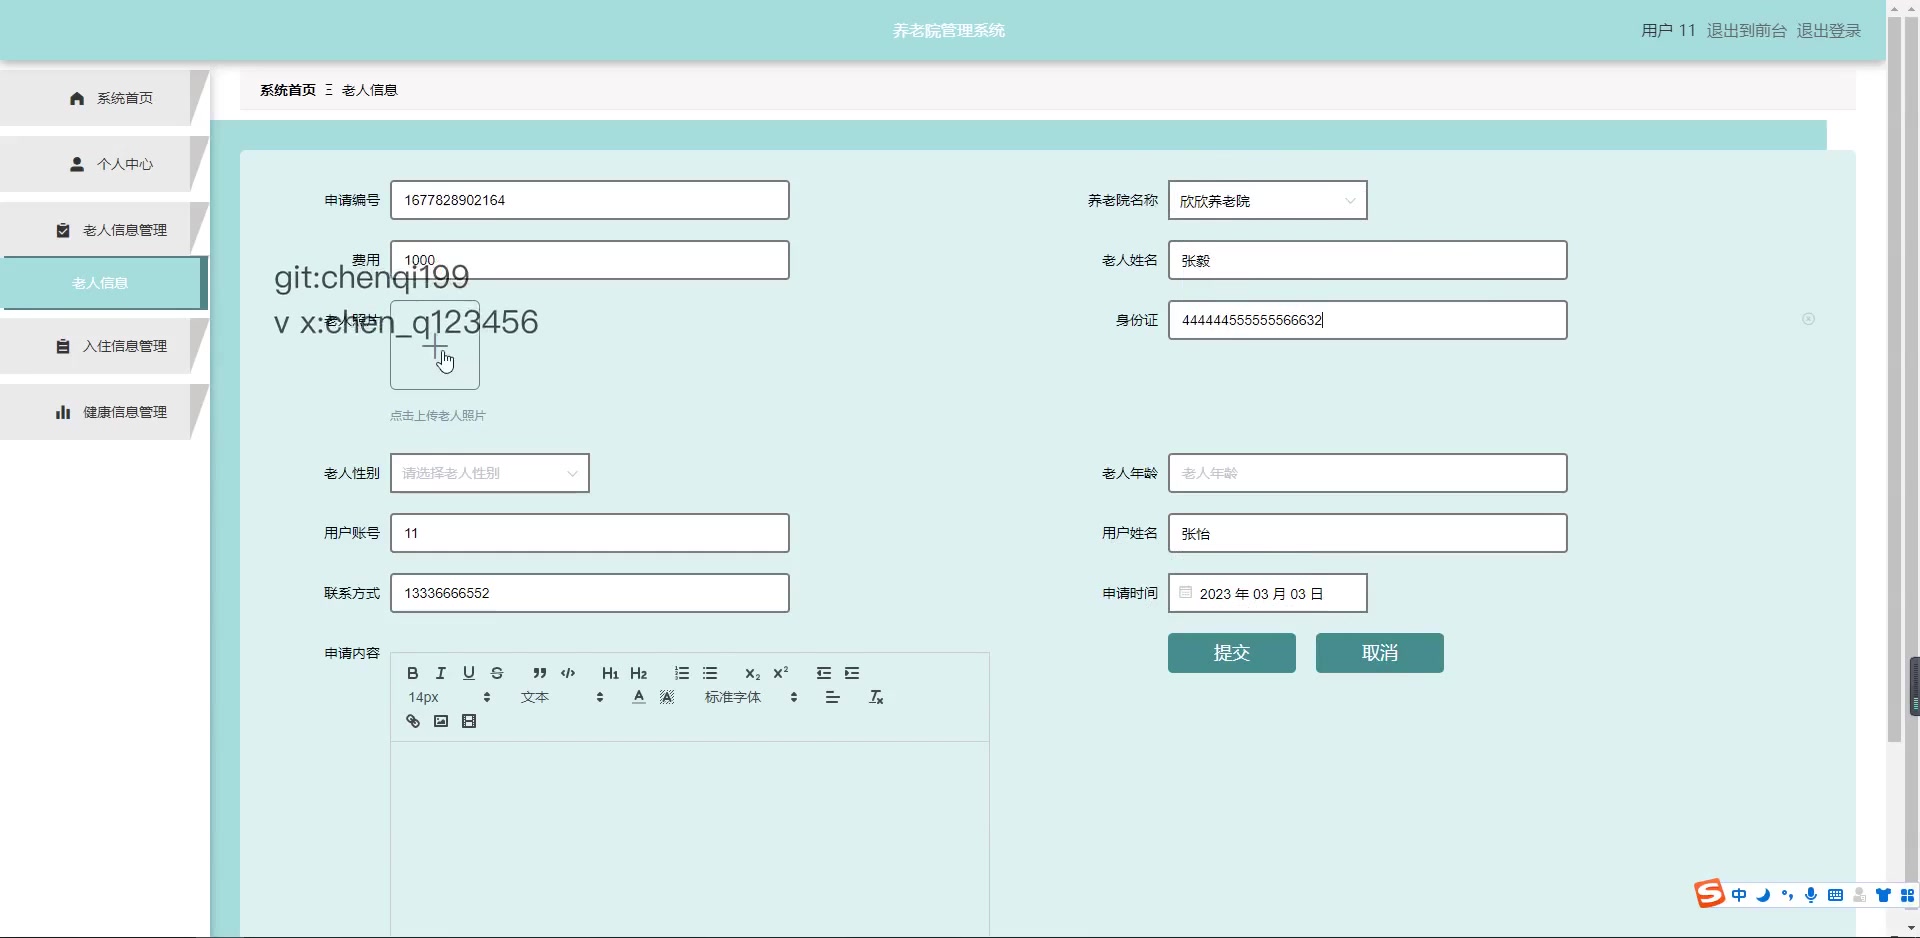 养老院管理系统
用户 11 退出到前台 退出登录
系统首页
个人中心
老人信息管理
老人信息
入住信息管理
健康信息管理
系统首页 Ξ 老人信息
申请编号 1677828902164
养老院名称 欣欣养老院
费用 1000
老人姓名 张毅
git:chenqi199
v x:chen_q123456
老人照片
身份证 444444555555566632
点击上传老人照片
老人性别 请选择老人性别
老人年龄 老人年龄
用户账号 11
用户姓名 张怡
联系方式 13336666552
申请时间 2023 年 03 月 03 日
申请内容
提交 取消
B I U S H1 H2 X2 X2
14px 文本 A A 标准字体 Tx
S 中